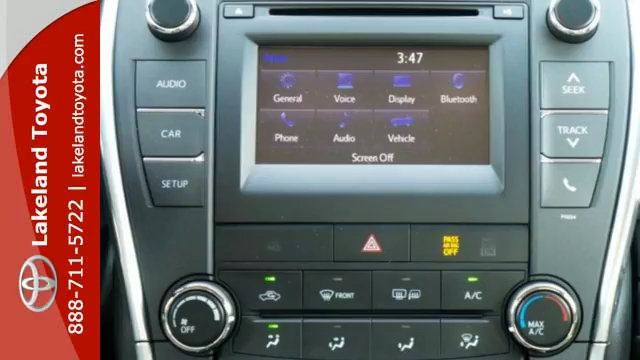 Lakeland Toyota
888-711-5722 | lakelandtoyota.com
3:47
General Voice Display Bluetooth
Phone Audio Vehicle
Screen Off
AUDIO
CAR
SETUP
SEEK
TRACK
PASS
AIR BAG
OFF
FRONT
A/C
OFF
MAX
A/C